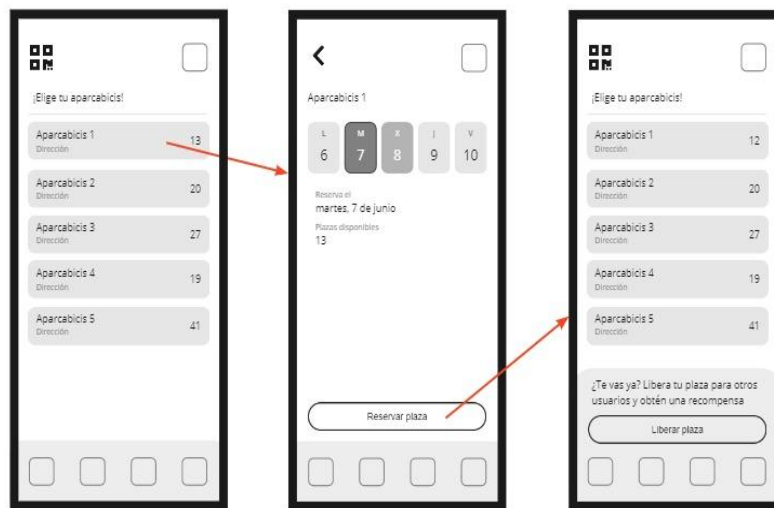 ¡Elige tu aparcabicis!
Aparcabicis 1
Dirección
13
Aparcabicis 2
Dirección
20
Aparcabicis 3
Dirección
27
Aparcabicis 4
Dirección
19
Aparcabicis 5
Dirección
41
Aparcabicis 1
L M X J V
6 7 8 9 10
Reserva el
martes, 7 de junio
Plazas disponibles
13
Reservar plaza
¡Elige tu aparcabicis!
Aparcabicis 1
Dirección
12
Aparcabicis 2
Dirección
20
Aparcabicis 3
Dirección
27
Aparcabicis 4
Dirección
19
Aparcabicis 5
Dirección
41
¿Te vas ya? Libera tu plaza para otros
usuarios y obtén una recompensa
Liberar plaza